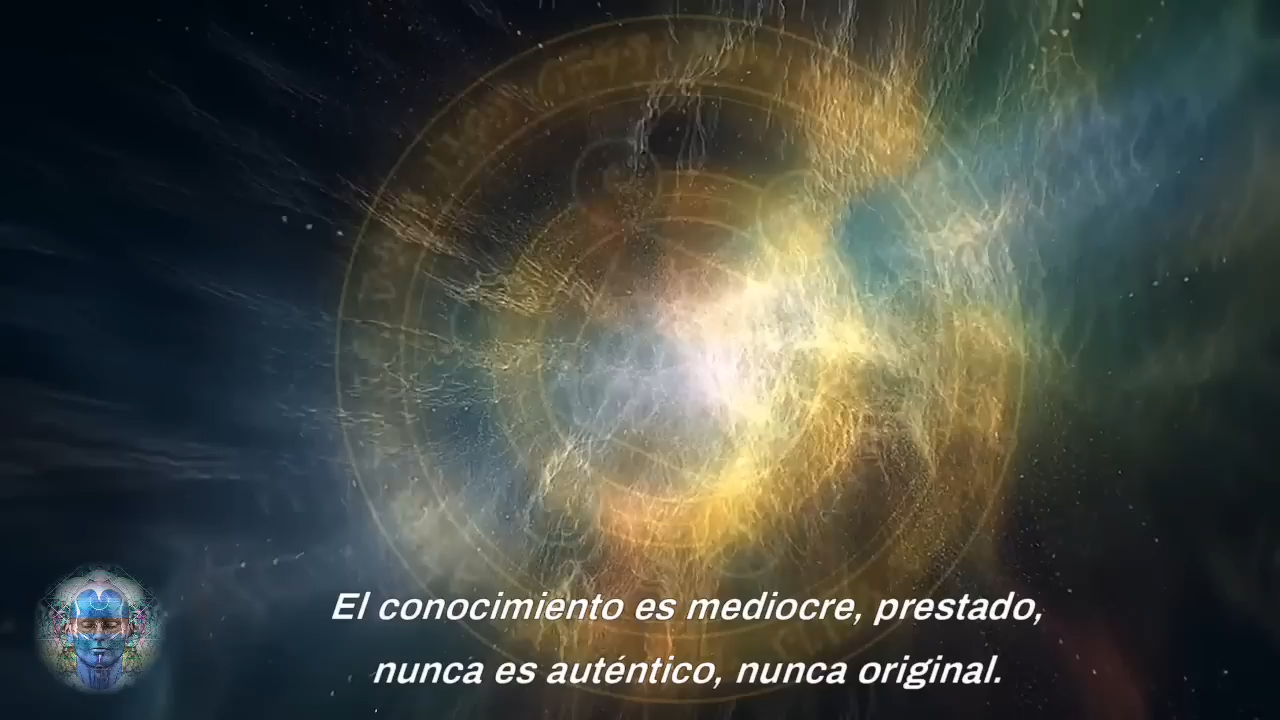 El conocimiento es mediocre, prestado,
nunca es auténtico, nunca original.